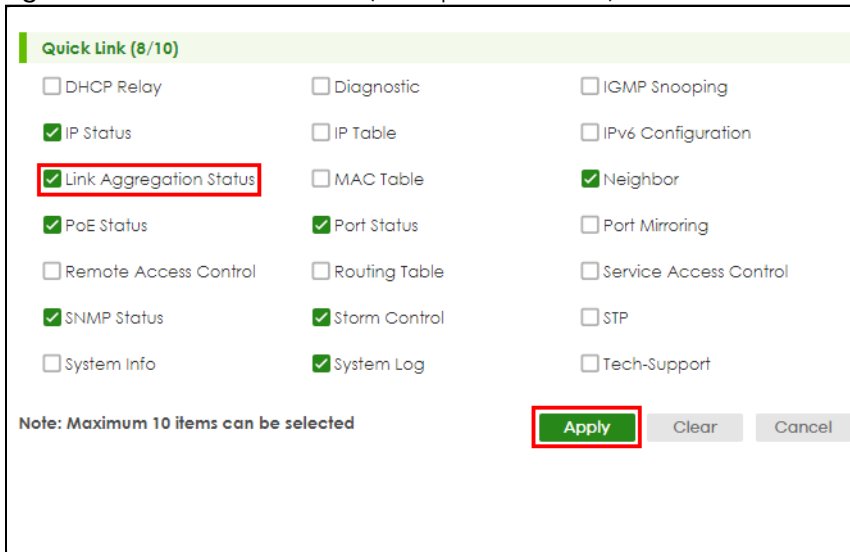 Quick Link (8/10)
DHCP Relay Diagnostic IGMP Snooping
IP Status IP Table IPv6 Configuration
Link Aggregation Status MAC Table Neighbor
PoE Status Port Status Port Mirroring
Remote Access Control Routing Table Service Access Control
SNMP Status Storm Control STP
System Info System Log Tech-Support
Note: Maximum 10 items can be selected Apply Clear Cancel